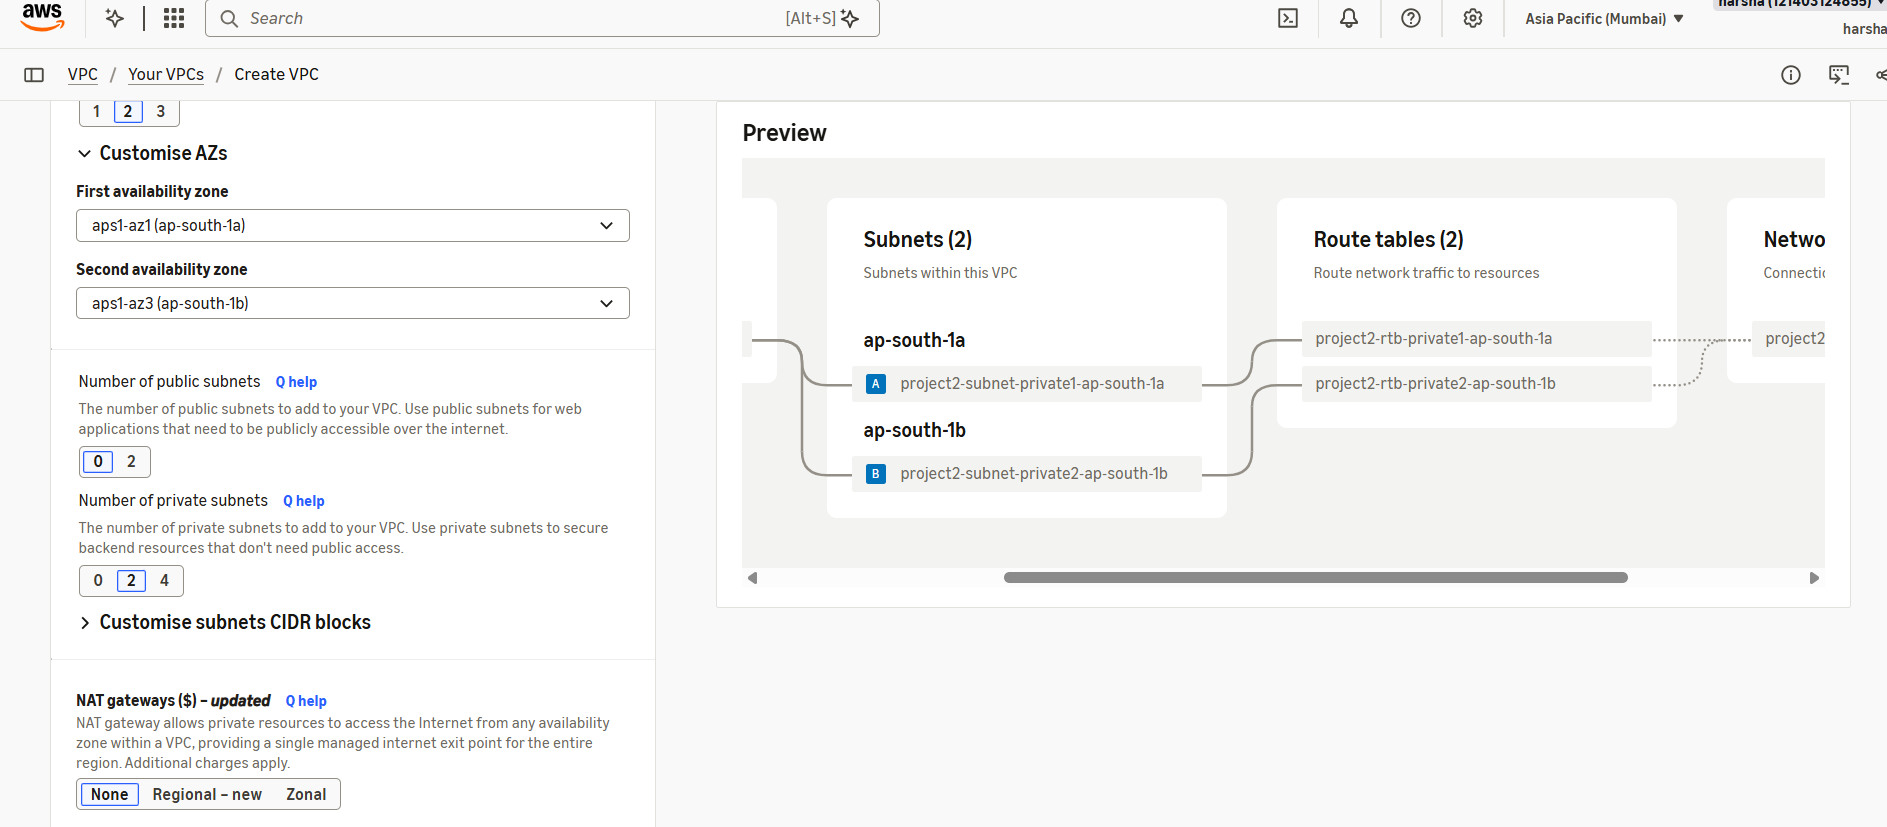 aws
Search
[Alt+S]
Asia Pacific (Mumbai)
harsha (121403124855)
harsha
VPC / Your VPCs / Create VPC
1 2 3
Customise AZs
First availability zone
aps1-az1 (ap-south-1a)
Second availability zone
aps1-az3 (ap-south-1b)
Number of public subnets Q help
The number of public subnets to add to your VPC. Use public subnets for web
applications that need to be publicly accessible over the internet.
0 2
Number of private subnets Q help
The number of private subnets to add to your VPC. Use private subnets to secure
backend resources that don't need public access.
0 2 4
Customise subnets CIDR blocks
NAT gateways ($) – updated Q help
NAT gateway allows private resources to access the Internet from any availability
zone within a VPC, providing a single managed internet exit point for the entire
region. Additional charges apply.
None Regional – new Zonal
Preview
Subnets (2)
Subnets within this VPC
ap-south-1a
A project2-subnet-private1-ap-south-1a
ap-south-1b
B project2-subnet-private2-ap-south-1b
Route tables (2)
Route network traffic to resources
project2-rtb-private1-ap-south-1a
project2-rtb-private2-ap-south-1b
Netwo
Connectic
project2